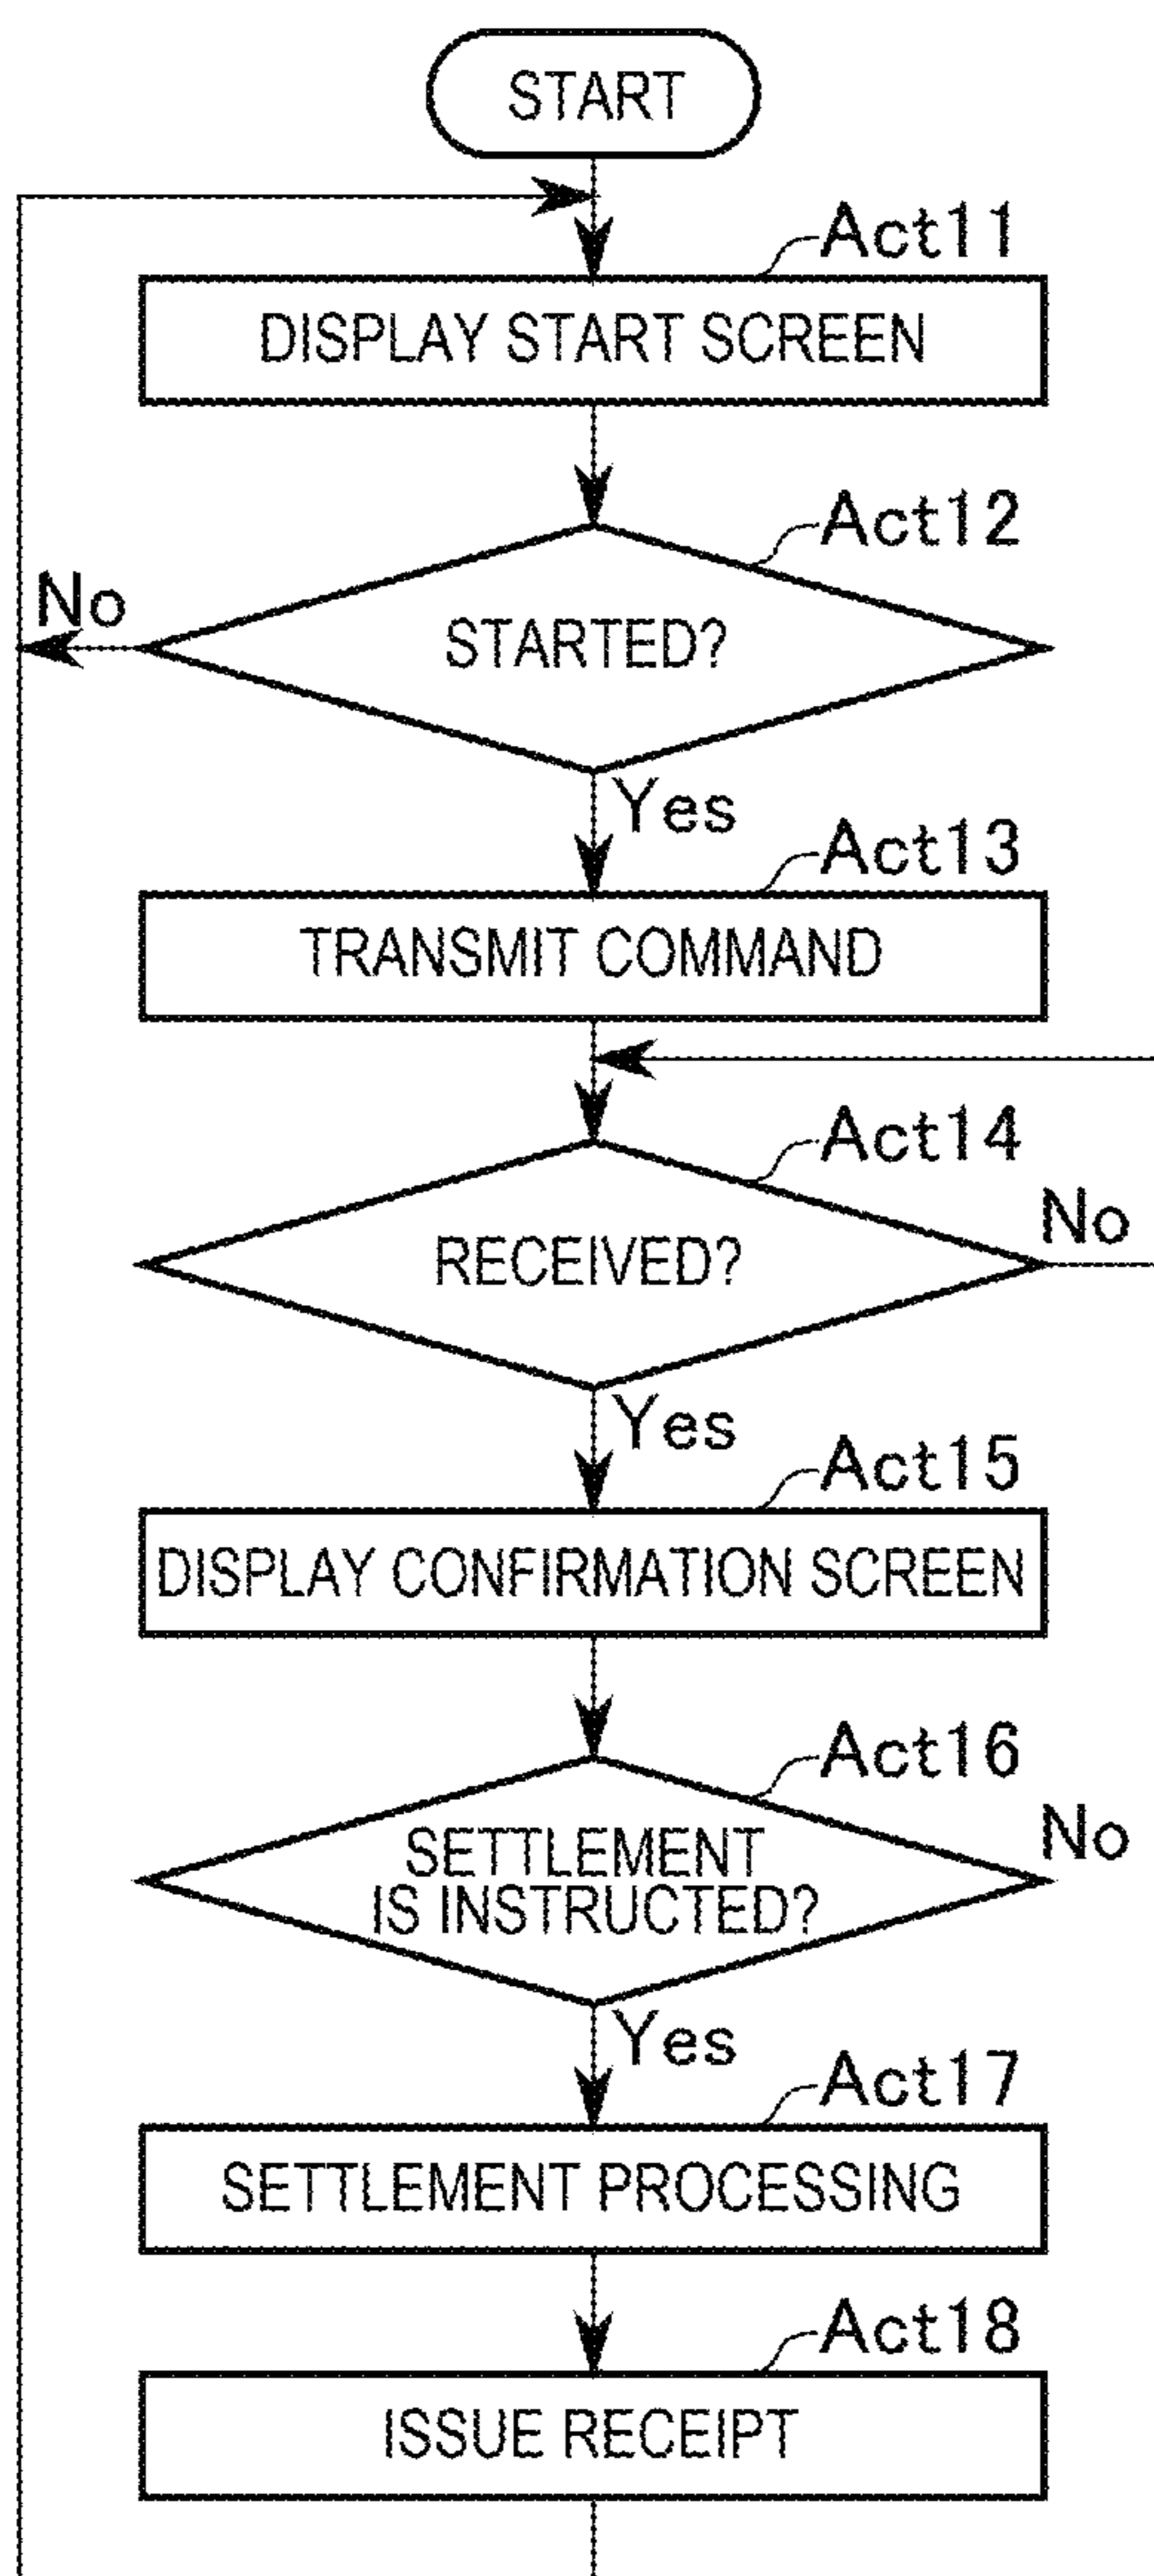 START
Act11
DISPLAY START SCREEN
Act12
No
STARTED?
Yes
Act13
TRANSMIT COMMAND
Act14
No
RECEIVED?
Yes
Act15
DISPLAY CONFIRMATION SCREEN
Act16
No
SETTLEMENT
IS INSTRUCTED?
Yes
Act17
SETTLEMENT PROCESSING
Act18
ISSUE RECEIPT